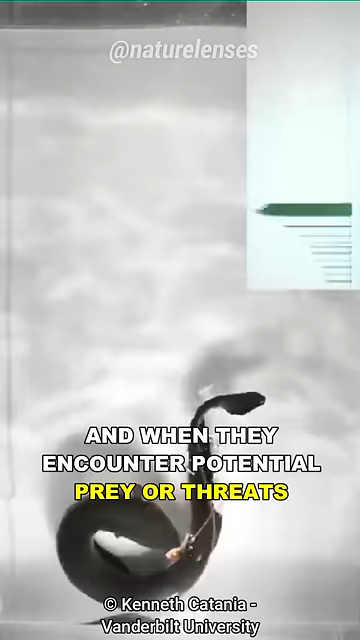 @naturelenses
AND WHEN THEY
ENCOUNTER POTENTIAL
PREY OR THREATS
© Kenneth Catania -
Vanderbilt University